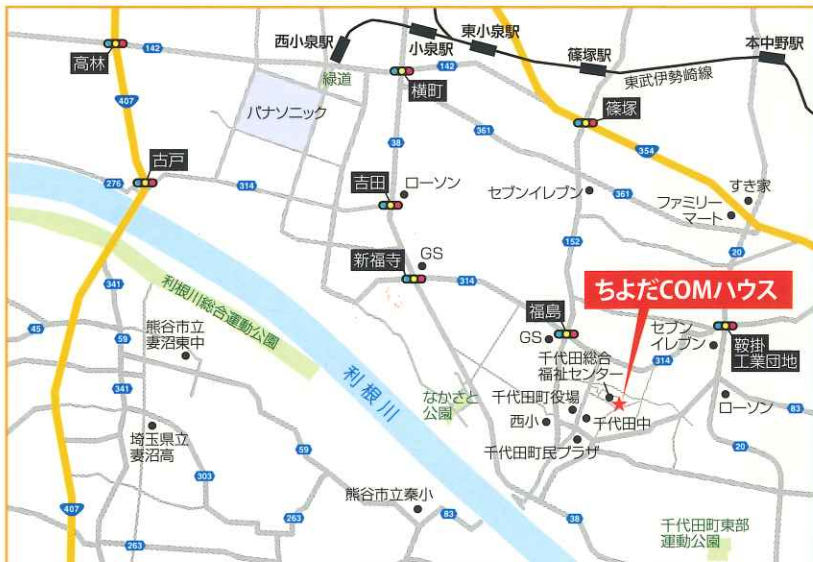 西小泉駅
小泉駅
東小泉駅
篠塚駅
本中野駅
東武伊勢崎線
高林
142
緑道
横町
142
407
パナソニック
篠塚
38
361
354
古戸
276
314
吉田
ローソン
セブンイレブン
361
すき家
ファミリー
マート
152
20
341
新福寺
GS
314
ちよだCOMハウス
利根川総合運動公園
福島
GS
セブン
イレブン
鞍掛
工業団地
314
45
59
熊谷市立
妻沼東中
千代田総合
福祉センター
利根川
341
なかさと
公園
千代田町役場
西小
千代田中
ローソン
83
埼玉県立
妻沼高
千代田町民プラザ
59
20
303
熊谷市立秦小
407
83
263
38
263
千代田町東部
運動公園